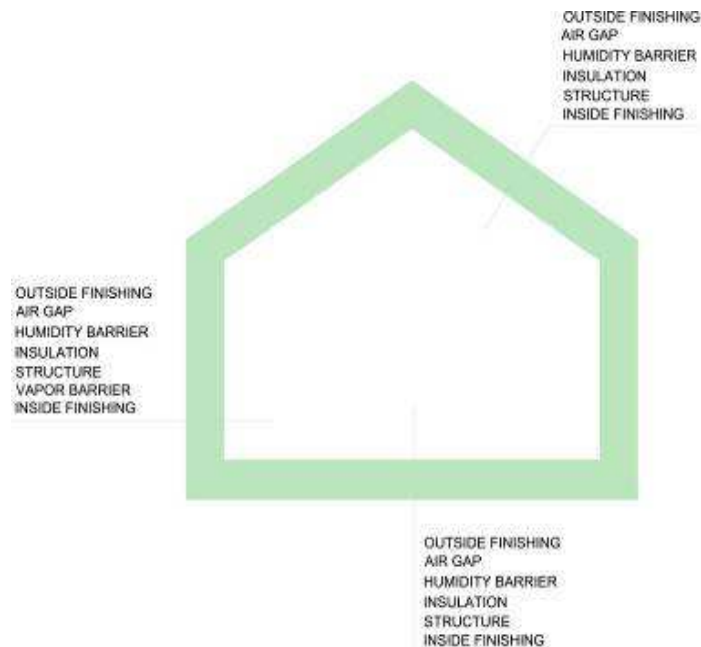 OUTSIDE FINISHING
AIR GAP
HUMIDITY BARRIER
INSULATION
STRUCTURE
INSIDE FINISHING
OUTSIDE FINISHING
AIR GAP
HUMIDITY BARRIER
INSULATION
STRUCTURE
VAPOR BARRIER
INSIDE FINISHING
OUTSIDE FINISHING
AIR GAP
HUMIDITY BARRIER
INSULATION
STRUCTURE
INSIDE FINISHING